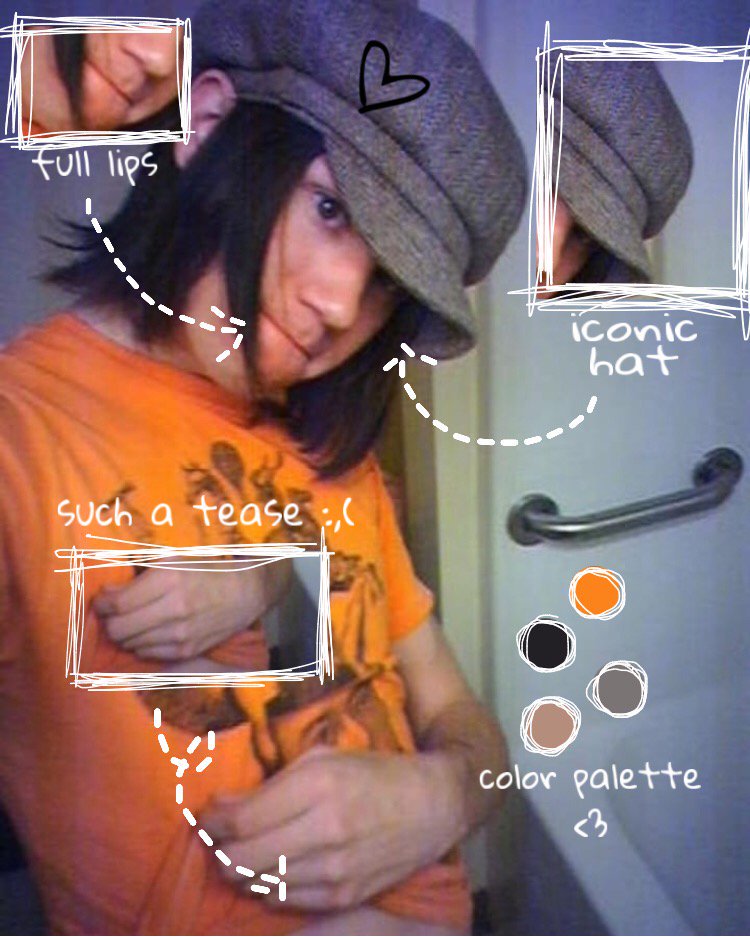 full lips
iconic
hat
such a tease :,(
color palette
<3